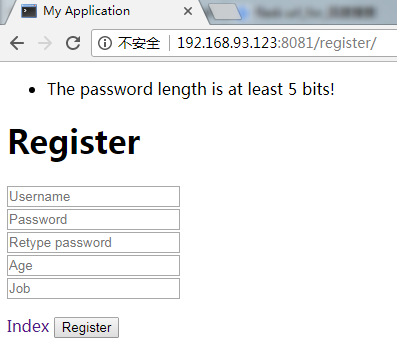 My Application
不安全 192.168.93.123:8081/register/
The password length is at least 5 bits!
Register
Username
Password
Retype password
Age
Job
Index Register